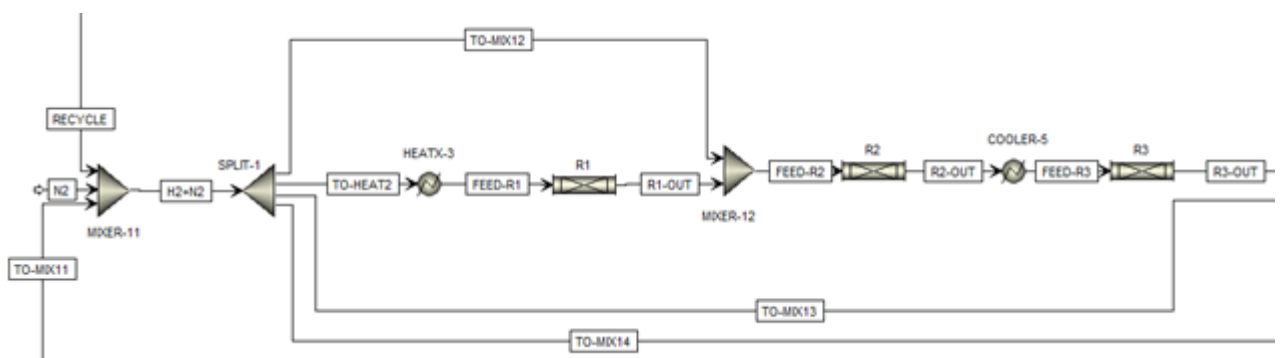 TO-MIX12
RECYCLE
SPLIT-1
HEATX-3
R1
R2
COOLER-5
R3
N2
H2+N2
TO-HEAT2
FEED-R1
R1-OUT
FEED-R2
R2-OUT
FEED-R3
R3-OUT
MIXER-11
MIXER-12
TO-MIX11
TO-MIX13
TO-MIX14